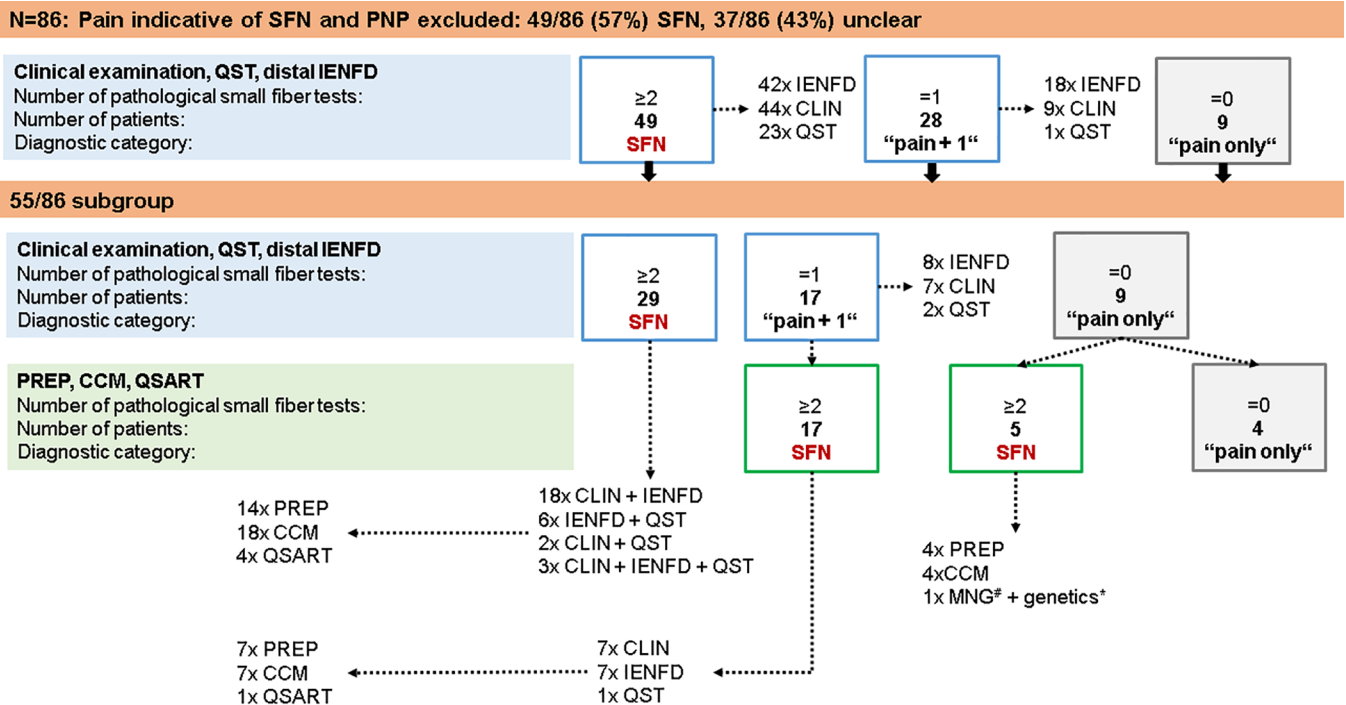 N=86: Pain indicative of SFN and PNP excluded: 49/86 (57%) SFN, 37/86 (43%) unclear
Clinical examination, QST, distal IENFD
Number of pathological small fiber tests:
Number of patients:
Diagnostic category:
≥2
49
SFN
42x IENFD
44x CLIN
23x QST
=1
28
“pain + 1“
18x IENFD
9x CLIN
1x QST
=0
9
“pain only“
55/86 subgroup
Clinical examination, QST, distal IENFD
Number of pathological small fiber tests:
Number of patients:
Diagnostic category:
≥2
29
SFN
=1
17
“pain + 1“
8x IENFD
7x CLIN
2x QST
=0
9
“pain only“
PREP, CCM, QSART
Number of pathological small fiber tests:
Number of patients:
Diagnostic category:
≥2
17
SFN
≥2
5
SFN
=0
4
“pain only“
14x PREP
18x CCM
4x QSART
18x CLIN + IENFD
6x IENFD + QST
2x CLIN + QST
3x CLIN + IENFD + QST
4x PREP
4xCCM
1x MNG# + genetics*
7x PREP
7x CCM
1x QSART
7x CLIN
7x IENFD
1x QST